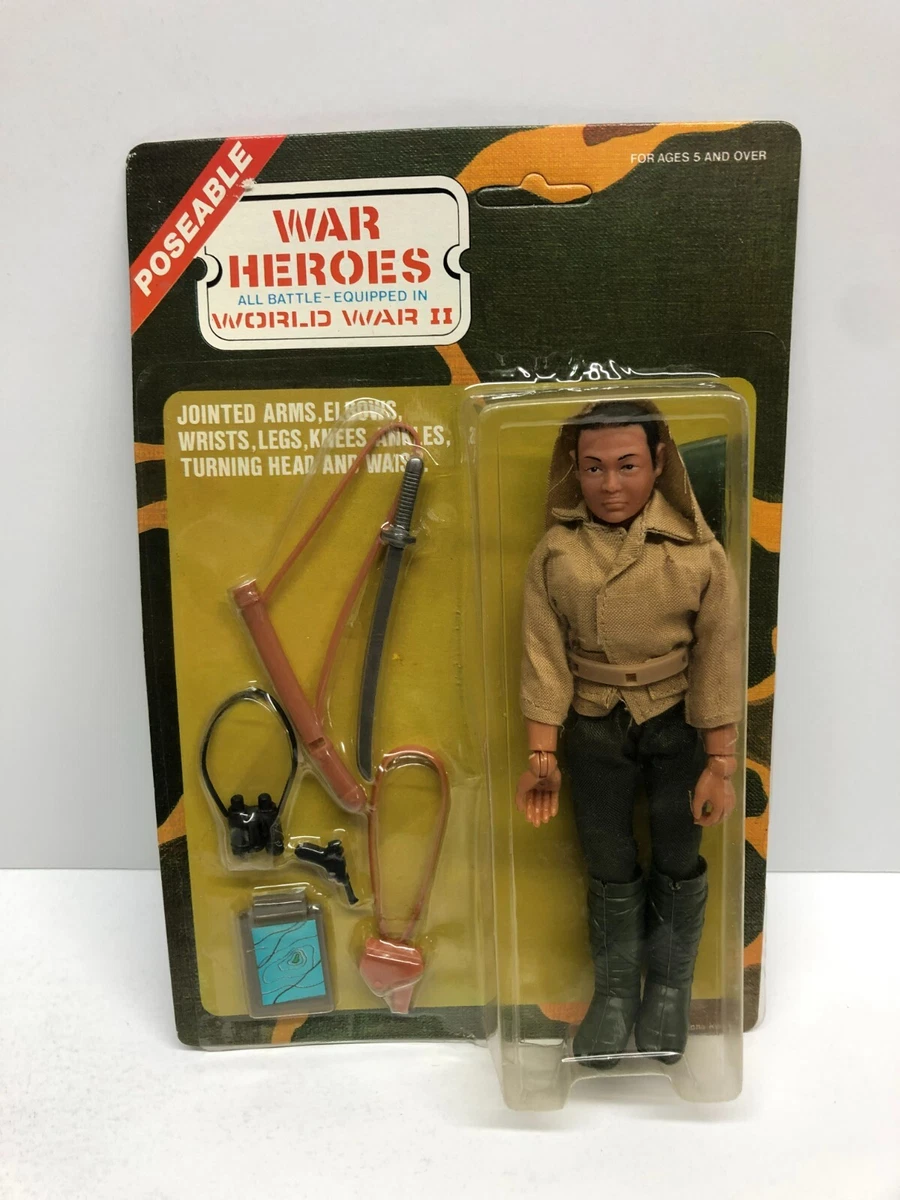 POSEABLE
FOR AGES 5 AND OVER
WAR
HEROES
ALL BATTLE-EQUIPPED IN
WORLD WAR II
JOINTED ARMS, ELBOWS,
WRISTS, LEGS, KNEES, ANKLES,
TURNING HEAD AND WAIST.